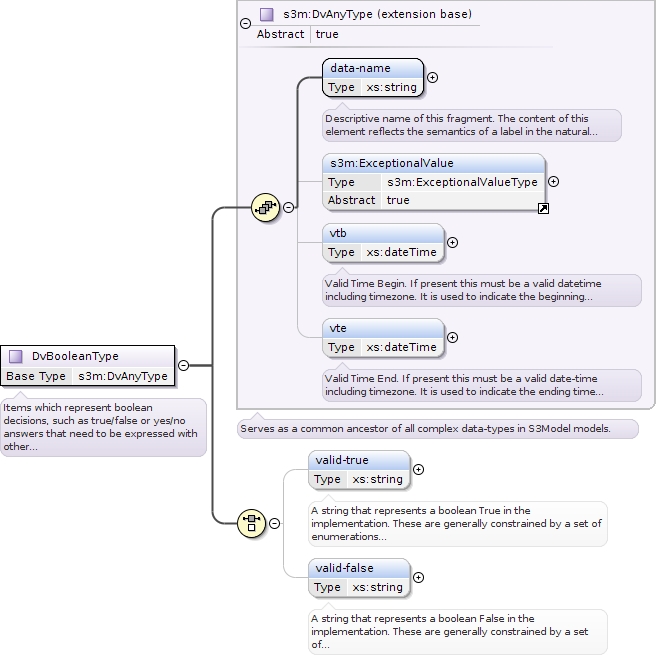 s3m:DvAnyType (extension base)
Abstract true
data-name
Type xs:string
Descriptive name of this fragment. The content of this
element reflects the semantics of a label in the natural...
s3m:ExceptionalValue
Type s3m:ExceptionalValueType
Abstract true
vtb
Type xs:dateTime
Valid Time Begin. If present this must be a valid datetime
including timezone. It is used to indicate the beginning...
vte
Type xs:dateTime
Valid Time End. If present this must be a valid date-time
including timezone. It is used to indicate the ending time...
DvBooleanType
Base Type s3m:DvAnyType
Items which represent boolean
decisions, such as true/false or yes/no
answers that need to be expressed with
other...
Serves as a common ancestor of all complex data-types in S3Model models.
valid-true
Type xs:string
A string that represents a boolean True in the
implementation. These are generally constrained by a set of
enumerations...
valid-false
Type xs:string
A string that represents a boolean False in the
implementation. These are generally constrained by a set
of...